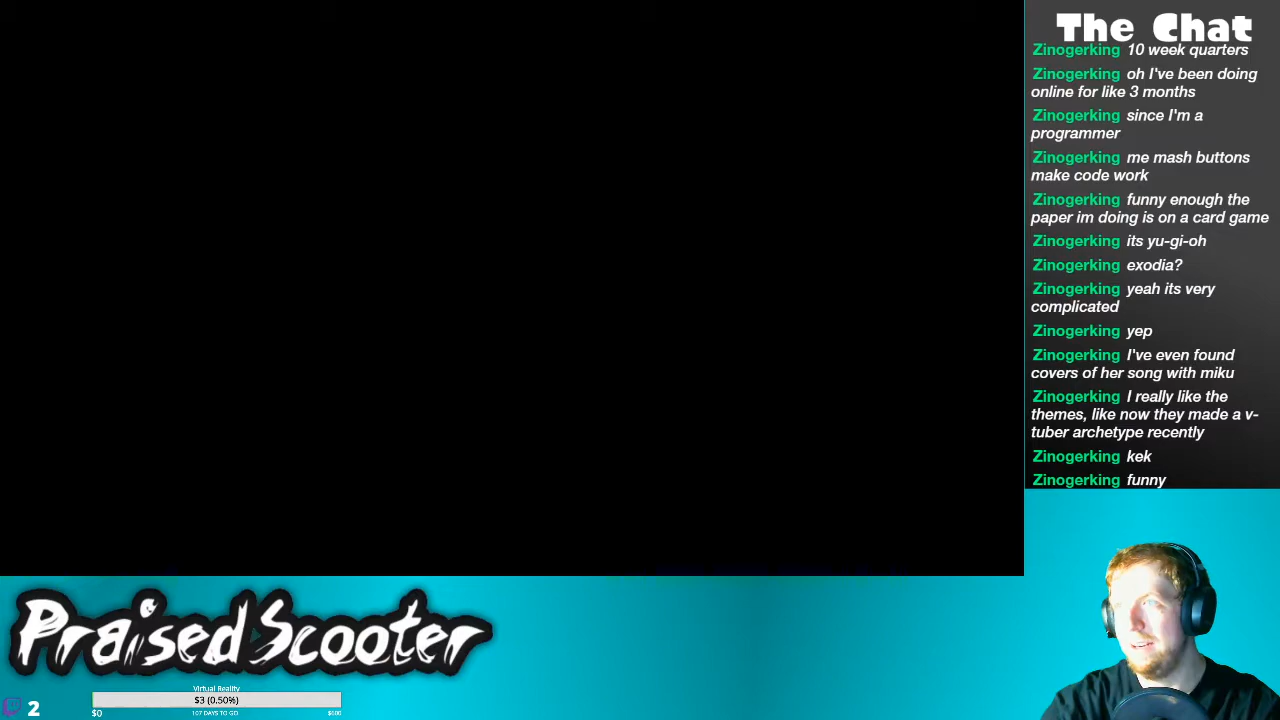 The Chat
Zinogerking 10 week quarters
Zinogerking oh I've been doing
online for like 3 months
Zinogerking since I'm a
programmer
Zinogerking me mash buttons
make code work
Zinogerking funny enough the
paper im doing is on a card game
Zinogerking its yu-gi-oh
Zinogerking exodia?
Zinogerking yeah its very
complicated
Zinogerking yep
Zinogerking I've even found
covers of her song with miku
Zinogerking I really like the
themes, like now they made a v-
tuber archetype recently
Zinogerking kek
Zinogerking funny
PraisedScooter
Virtual Reality
$3 (0.50%)
2
$0
107 DAYS TO GO